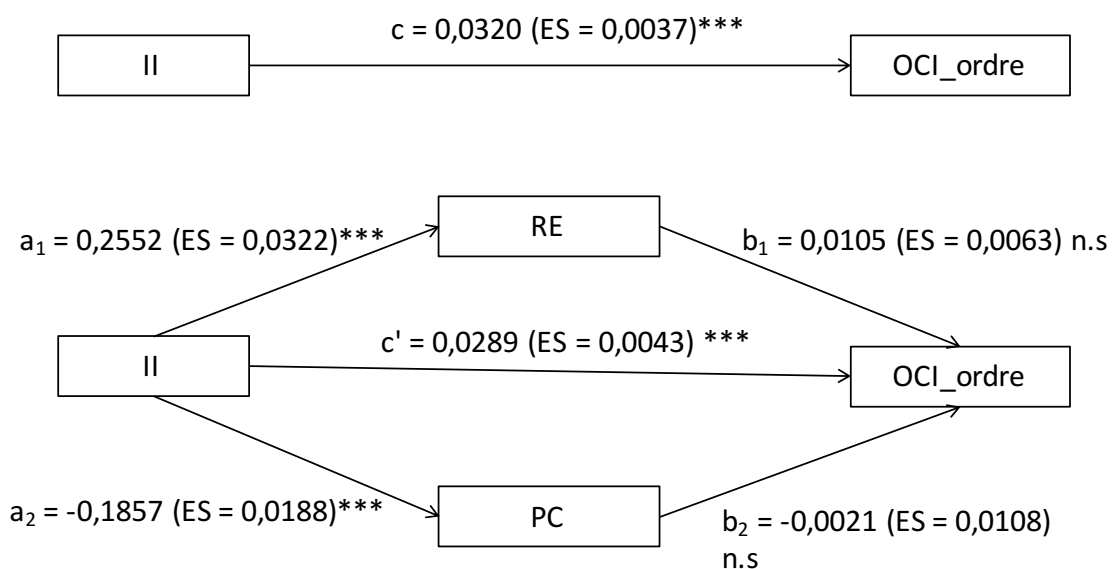 c = 0,0320 (ES = 0,0037)***
II
OCI_ordre
RE
a₁ = 0,2552 (ES = 0,0322)***
b₁ = 0,0105 (ES = 0,0063) n.s
c' = 0,0289 (ES = 0,0043) ***
II
OCI_ordre
a₂ = -0,1857 (ES = 0,0188)***
PC
b₂ = -0,0021 (ES = 0,0108)
n.s